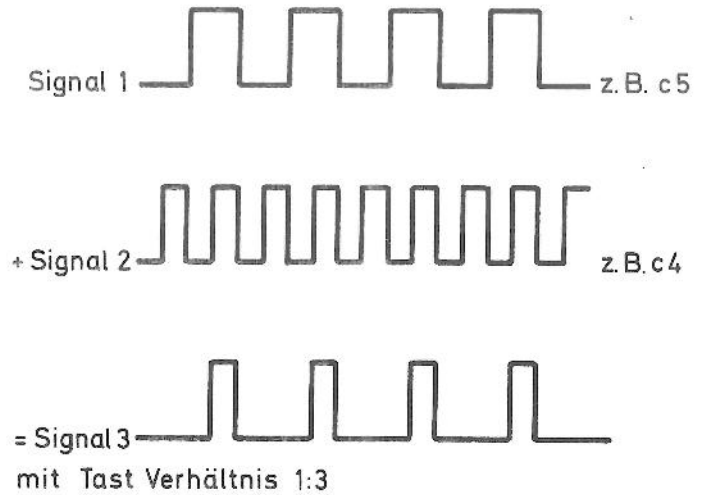 Signal 1 z.B. c5
+ Signal 2 z.B. c4
= Signal 3
mit Tast Verhältnis 1:3